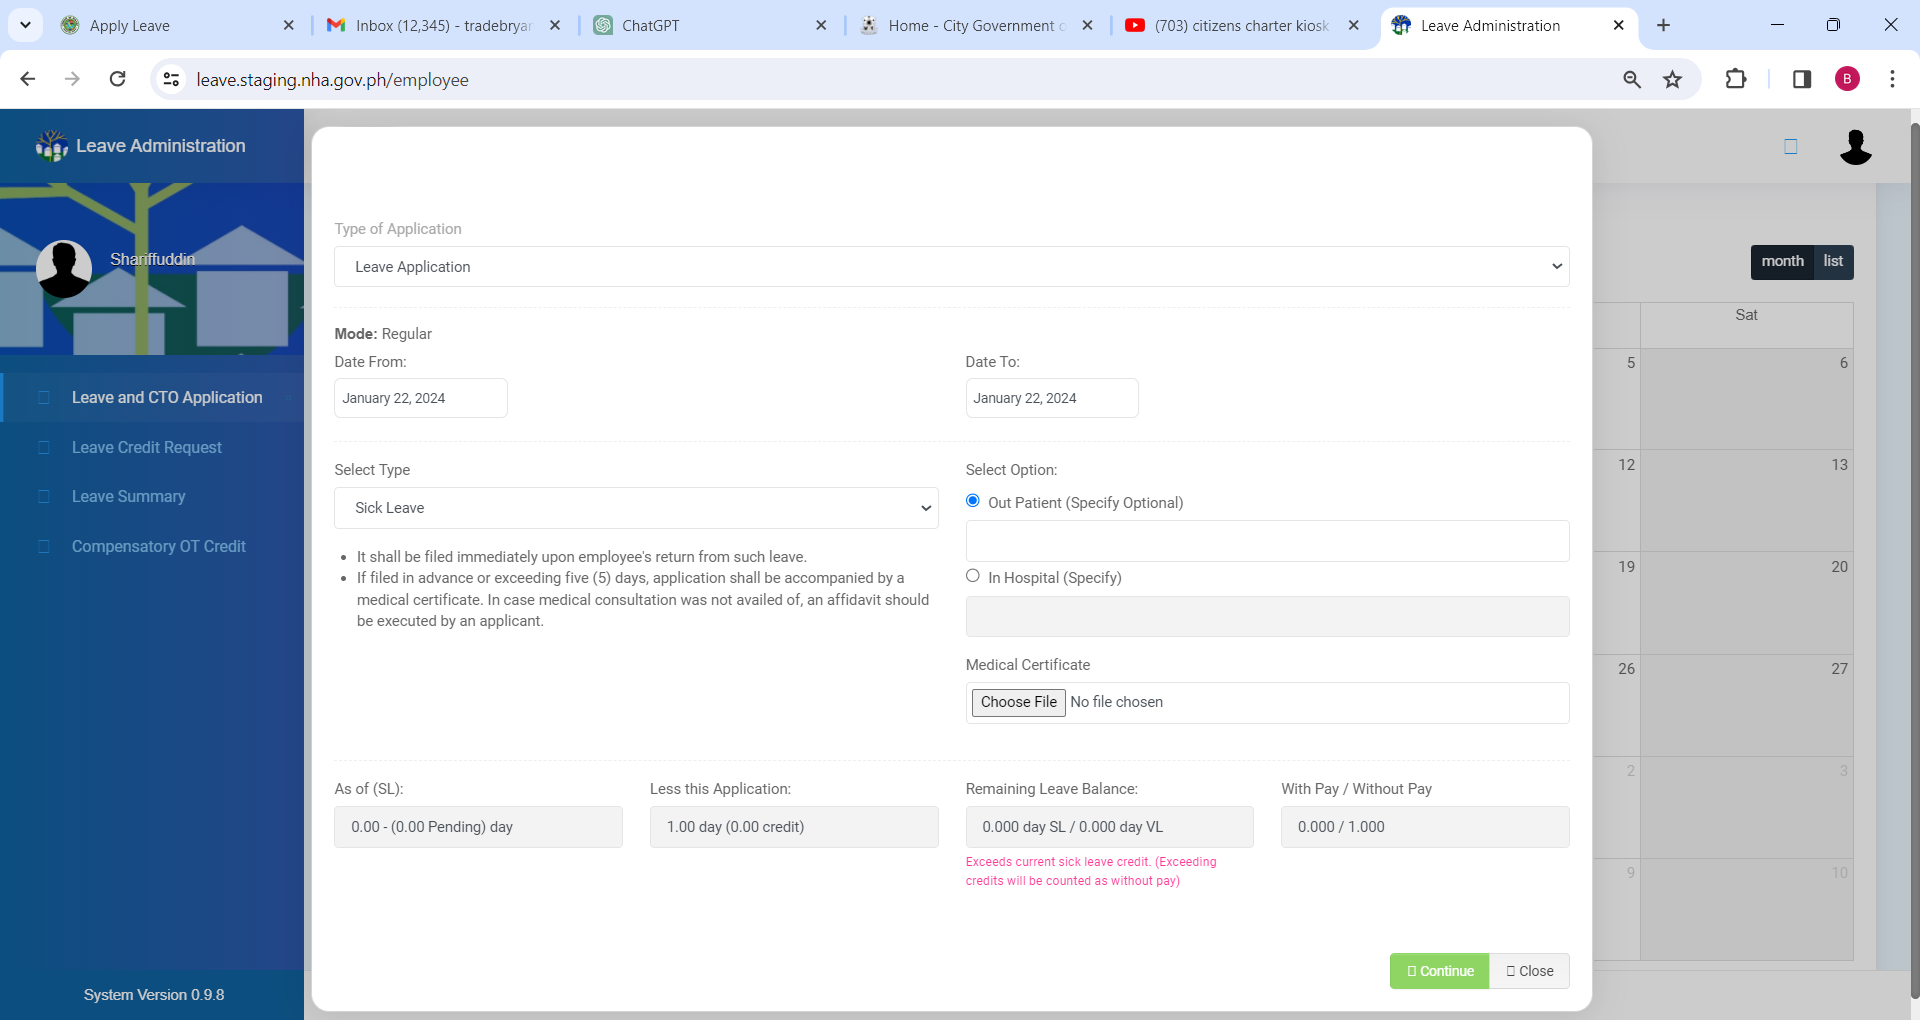 Apply Leave
Inbox (12,345) - tradebryan
ChatGPT
Home - City Government o
(703) citizens charter kiosk
Leave Administration
leave.staging.nha.gov.ph/employee
B
Leave Administration
Shariffuddin
Leave and CTO Application
Leave Credit Request
Leave Summary
Compensatory OT Credit
System Version 0.9.8
Type of Application
Leave Application
Mode: Regular
Date From:
January 22, 2024
Date To:
January 22, 2024
Select Type
Sick Leave
It shall be filed immediately upon employee's return from such leave.
If filed in advance or exceeding five (5) days, application shall be accompanied by a
medical certificate. In case medical consultation was not availed of, an affidavit should
be executed by an applicant.
Select Option:
Out Patient (Specify Optional)
In Hospital (Specify)
Medical Certificate
Choose File No file chosen
As of (SL):
0.00 - (0.00 Pending) day
Less this Application:
1.00 day (0.00 credit)
Remaining Leave Balance:
0.000 day SL / 0.000 day VL
Exceeds current sick leave credit. (Exceeding
credits will be counted as without pay)
With Pay / Without Pay
0.000 / 1.000
Continue
Close
month
list
Sat
5
6
12
13
19
20
26
27
2
3
9
10